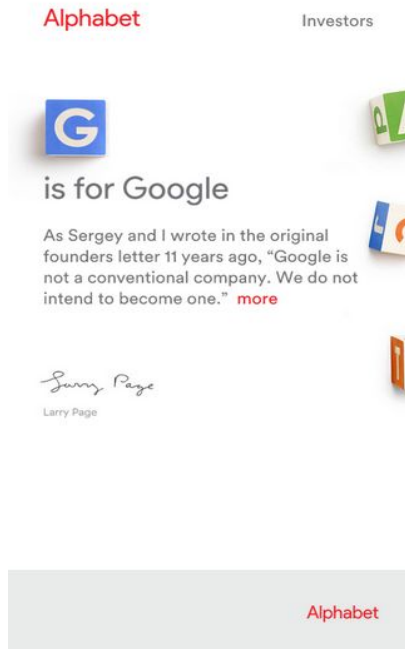 Alphabet
Investors
G
is for Google
As Sergey and I wrote in the original
founders letter 11 years ago, “Google is
not a conventional company. We do not
intend to become one.” more
Larry Page
Larry Page
Alphabet